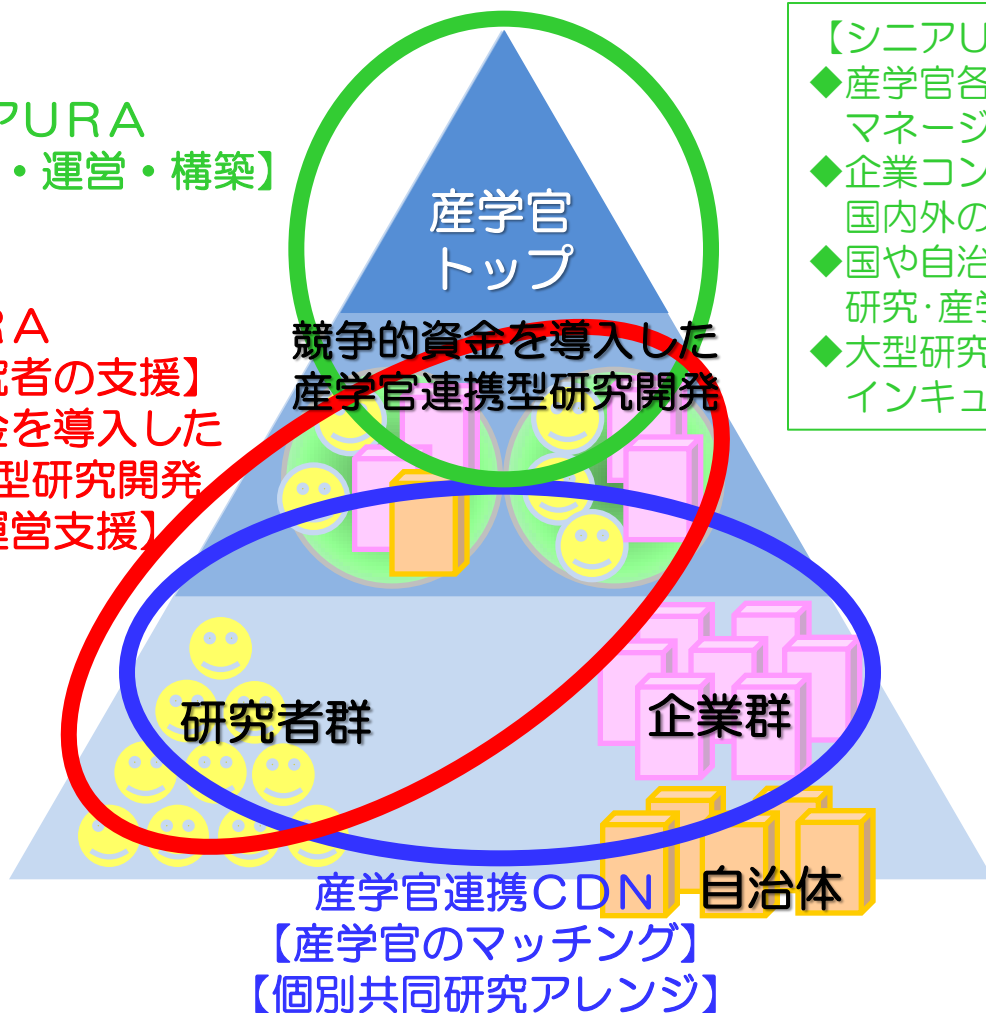 アURA
・運営・構築】
RA
究者の支援】
金を導入した
型研究開発
運営支援】
産学官
トップ
競争的資金を導入した
産学官連携型研究開発
研究者群
企業群
自治体
産学官連携CDN
【産学官のマッチング】
【個別共同研究アレンジ】
【シニアU
◆産学官各
マネージ
◆企業コン
国内外の
◆国や自治
研究・産学
◆大型研究
インキュ